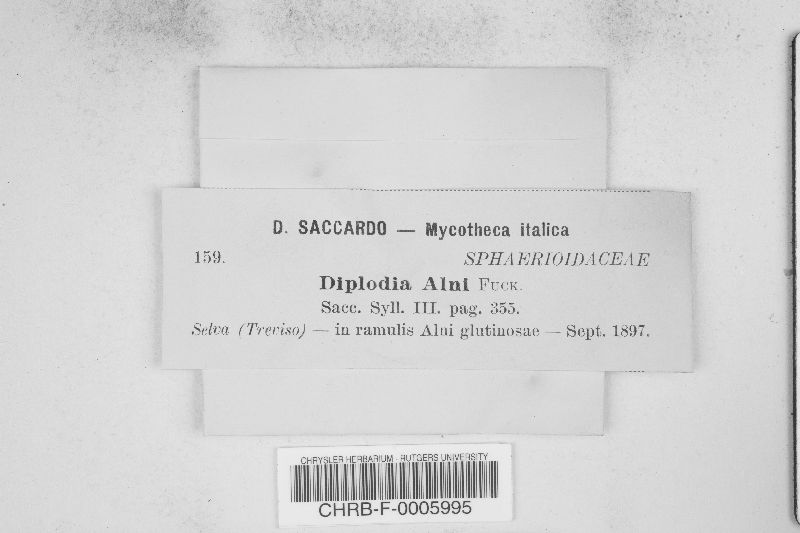 D. SACCARDO — Mycotheca italica
159. SPHAERIOIDACEAE
Diplodia Alni FUCK.
Sacc. Syll. III. pag. 355.
Selva (Treviso) — in ramulis Alni glutinosae — Sept. 1897.
CHRYSLER HERBARIUM - RUTGERS UNIVERSITY
CHRB-F-0005995